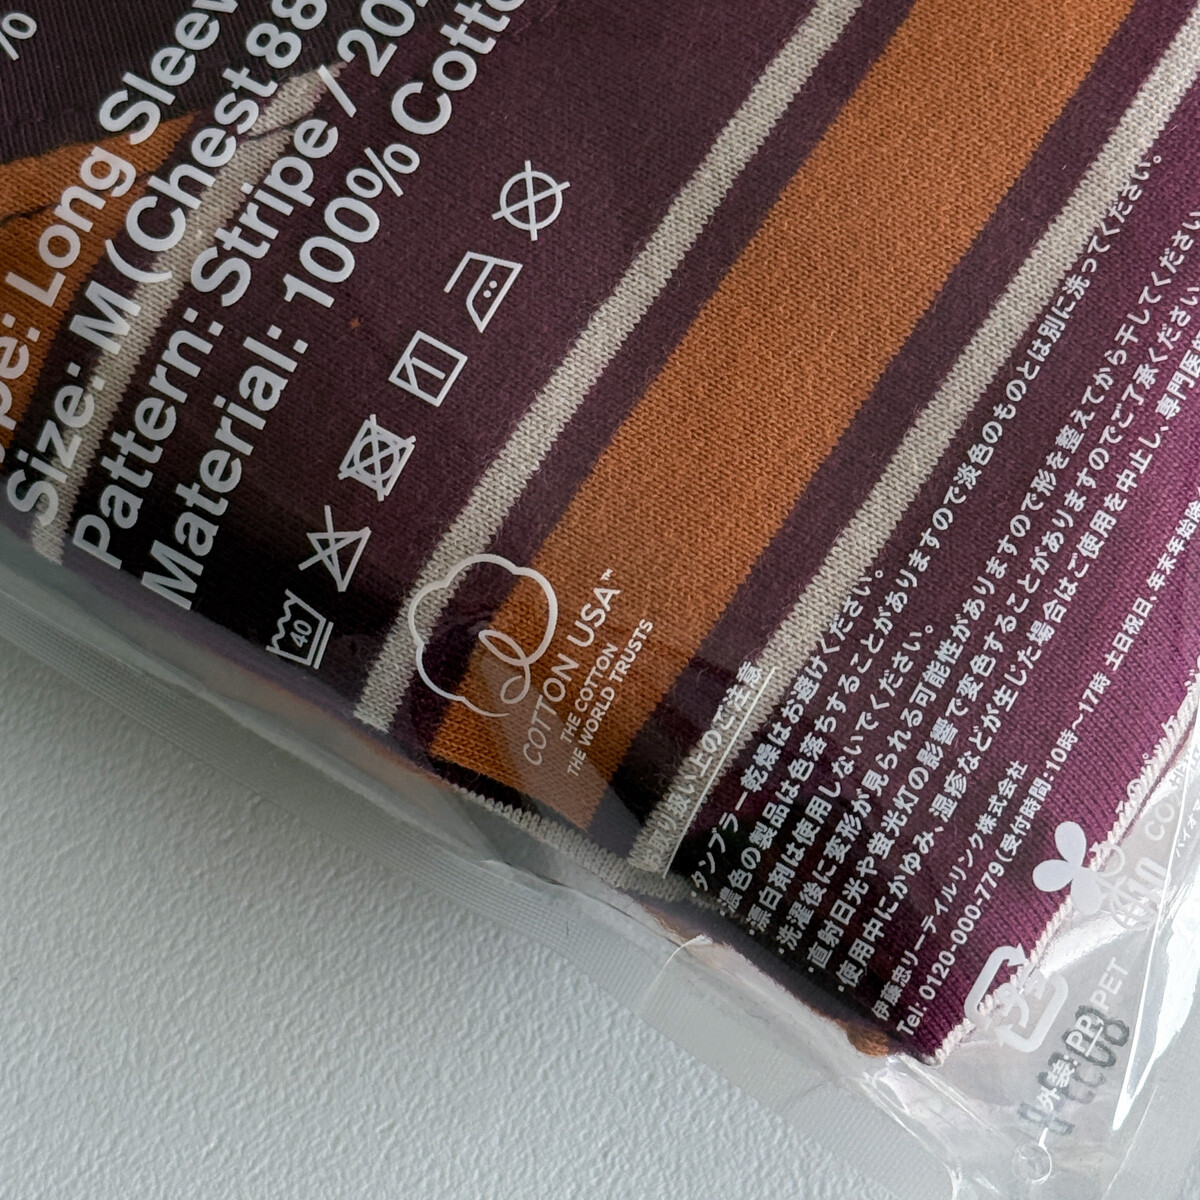 %
ype: Long Sleev
Size: M (Chest 88
Pattern: Stripe / 20
Material: 100% Cotto
40
COTTON USA™
THE COTTON
THE WORLD TRUSTS
取り扱い上のご注意
・タンブラー乾燥はお避けください。
・濃色の製品は色落ちすることがありますので淡色のものとは別に洗ってください。
・漂白剤は使用しないでください。
・洗濯後に変形が見られる可能性がありますので形を整えてから干してください。
・直射日光や蛍光灯の影響で変色することがありますのでご了承ください。
・使用中にかゆみ、湿疹などが生じた場合はご使用を中止し、専門医
伊藤忠リーテイルリンク株式会社
Tel: 0120-000-779 (受付時間:10時〜17時 土日祝日、年末年始除
プラ
外装: PP, PET